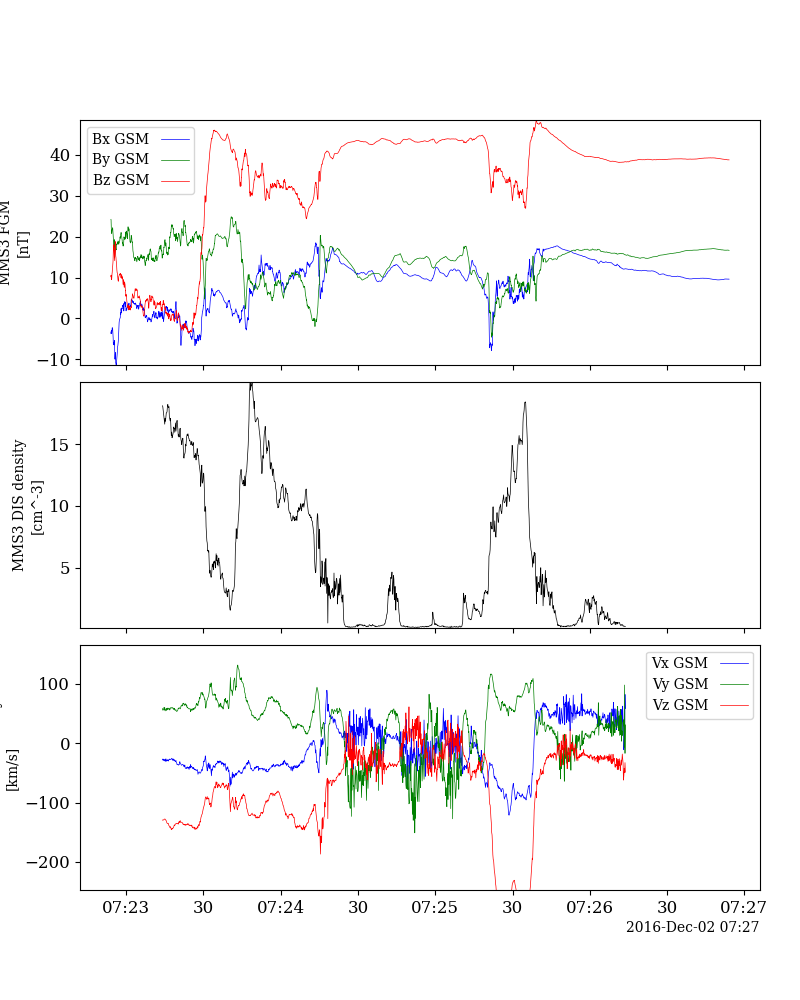 MMS3 FGM
[nT]
40
30
20
10
0
−10
Bx GSM
By GSM
Bz GSM
MMS3 DIS density
[cm^-3]
15
10
5
[km/s]
100
0
−100
−200
Vx GSM
Vy GSM
Vz GSM
07:23
30
07:24
30
07:25
30
07:26
30
07:27
2016-Dec-02 07:27